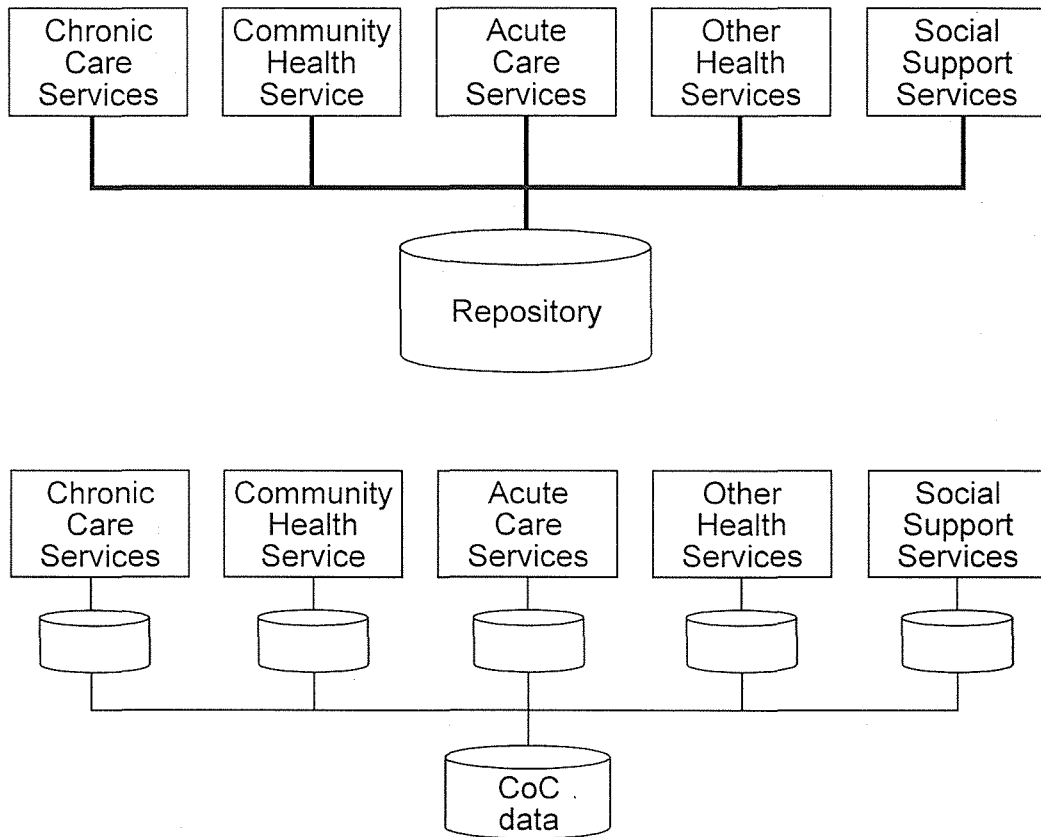 Chronic
Care
Services
Community
Health
Service
Acute
Care
Services
Other
Health
Services
Social
Support
Services
Repository
Chronic
Care
Services
Community
Health
Service
Acute
Care
Services
Other
Health
Services
Social
Support
Services
CoC
data